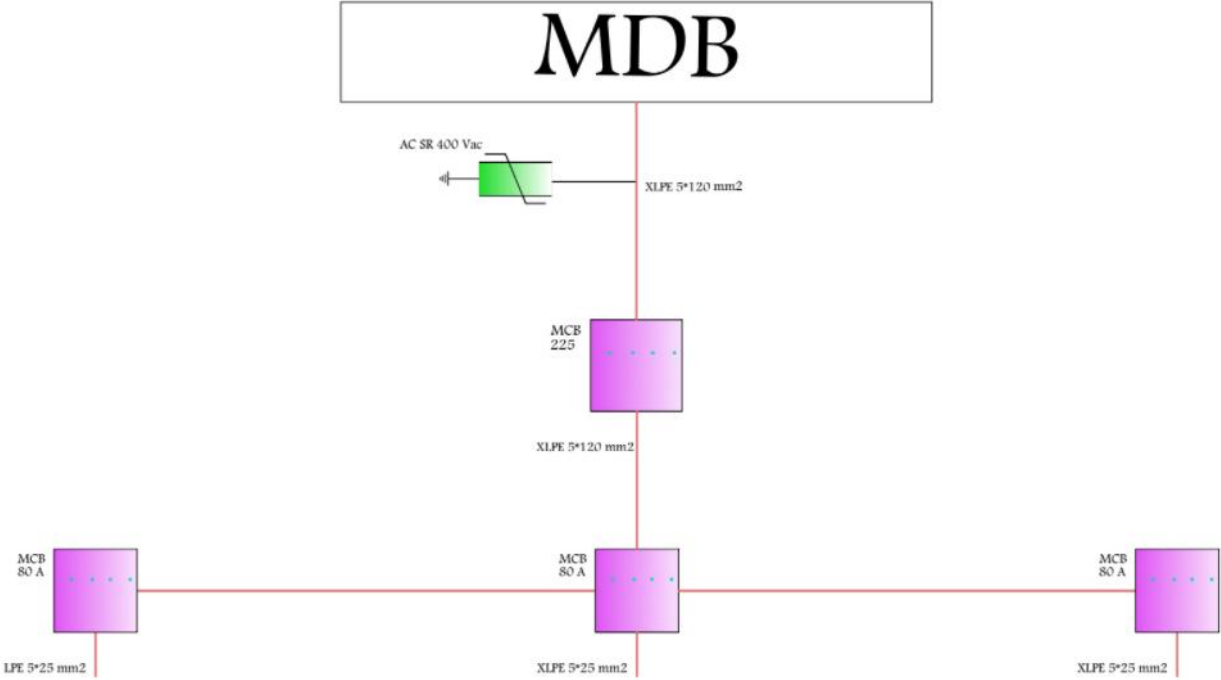 MDB
AC SR 400 Vac
XLPE 5*120 mm2
MCB
225
XLPE 5*120 mm2
MCB
80 A
MCB
80 A
MCB
80 A
LPE 5*25 mm2
XLPE 5*25 mm2
XLPE 5*25 mm2